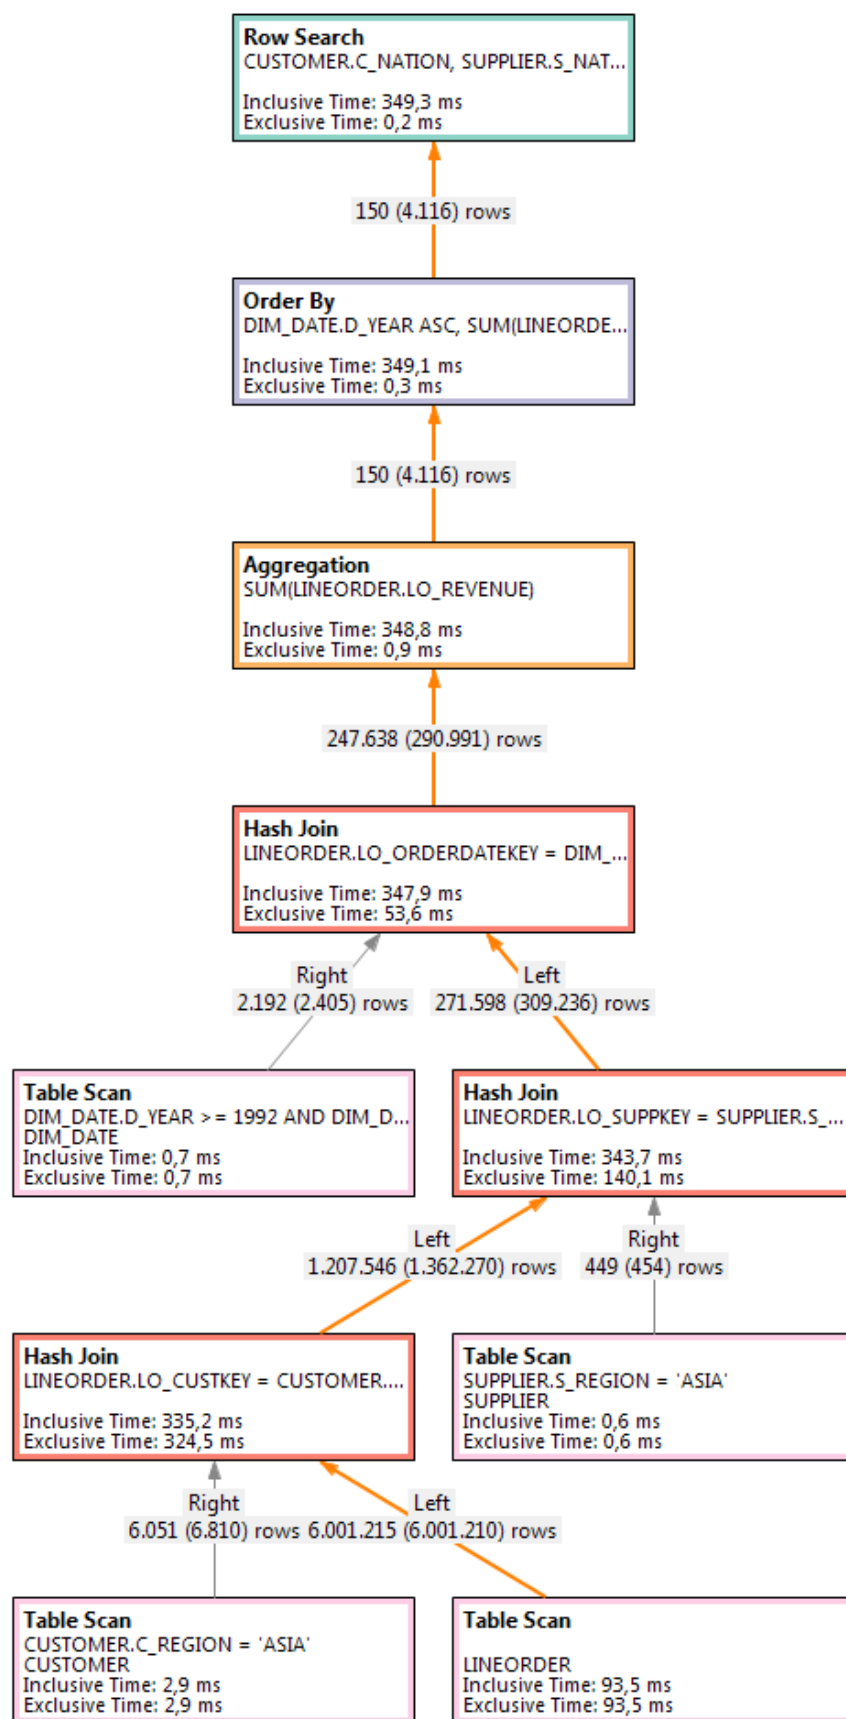 Row Search
CUSTOMER.C_NATION, SUPPLIER.S_NAT...
Inclusive Time: 349,3 ms
Exclusive Time: 0,2 ms
150 (4.116) rows
Order By
DIM_DATE.D_YEAR ASC, SUM(LINEORDE...
Inclusive Time: 349,1 ms
Exclusive Time: 0,3 ms
150 (4.116) rows
Aggregation
SUM(LINEORDER.LO_REVENUE)
Inclusive Time: 348,8 ms
Exclusive Time: 0,9 ms
247.638 (290.991) rows
Hash Join
LINEORDER.LO_ORDERDATEKEY = DIM_...
Inclusive Time: 347,9 ms
Exclusive Time: 53,6 ms
Right
2.192 (2.405) rows
Left
271.598 (309.236) rows
Table Scan
DIM_DATE.D_YEAR >= 1992 AND DIM_D...
DIM_DATE
Inclusive Time: 0,7 ms
Exclusive Time: 0,7 ms
Hash Join
LINEORDER.LO_SUPPKEY = SUPPLIER.S_...
Inclusive Time: 343,7 ms
Exclusive Time: 140,1 ms
Left
1.207.546 (1.362.270) rows
Right
449 (454) rows
Hash Join
LINEORDER.LO_CUSTKEY = CUSTOMER....
Inclusive Time: 335,2 ms
Exclusive Time: 324,5 ms
Table Scan
SUPPLIER.S_REGION = 'ASIA'
SUPPLIER
Inclusive Time: 0,6 ms
Exclusive Time: 0,6 ms
Right
6.051 (6.810) rows
Left
6.001.215 (6.001.210) rows
Table Scan
CUSTOMER.C_REGION = 'ASIA'
CUSTOMER
Inclusive Time: 2,9 ms
Exclusive Time: 2,9 ms
Table Scan
LINEORDER
Inclusive Time: 93,5 ms
Exclusive Time: 93,5 ms